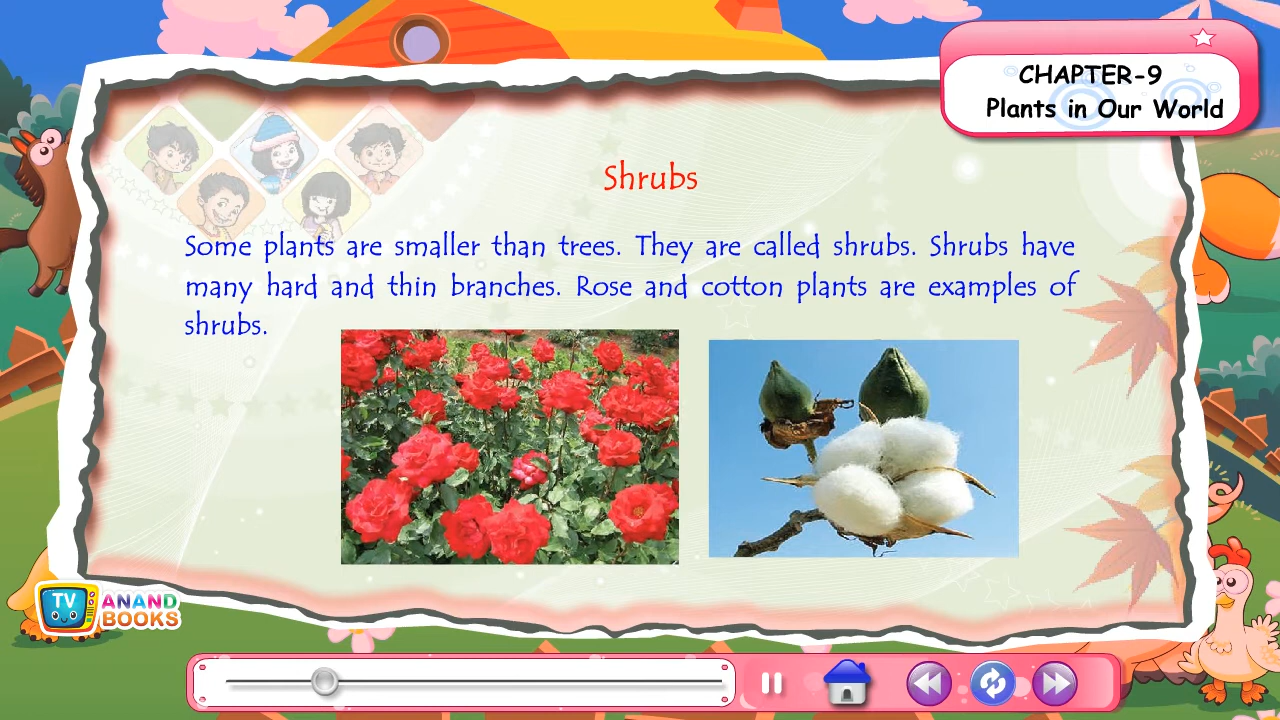 CHAPTER-9
Plants in Our World
Shrubs
Some plants are smaller than trees. They are called shrubs. Shrubs have
many hard and thin branches. Rose and cotton plants are examples of
shrubs.
TV
ANAND
BOOKS